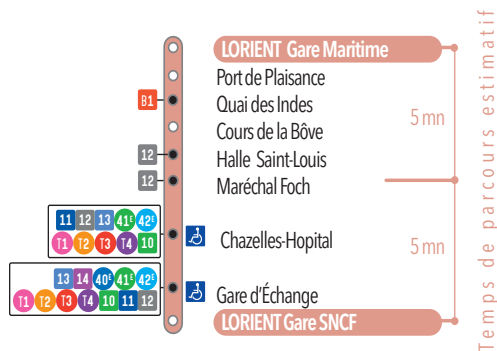 LORIENT Gare Maritime
Port de Plaisance
B1 Quai des Indes
Cours de la Bôve
12 Halle Saint-Louis
12 Maréchal Foch
5 mn
11 12 13 41E 42E
T1 T2 T3 T4 10
Chazelles-Hopital
5 mn
13 14 40E 41E 42E
T1 T2 T3 T4 10 11 12
Gare d'Échange
LORIENT Gare SNCF
Temps de parcours estimatif